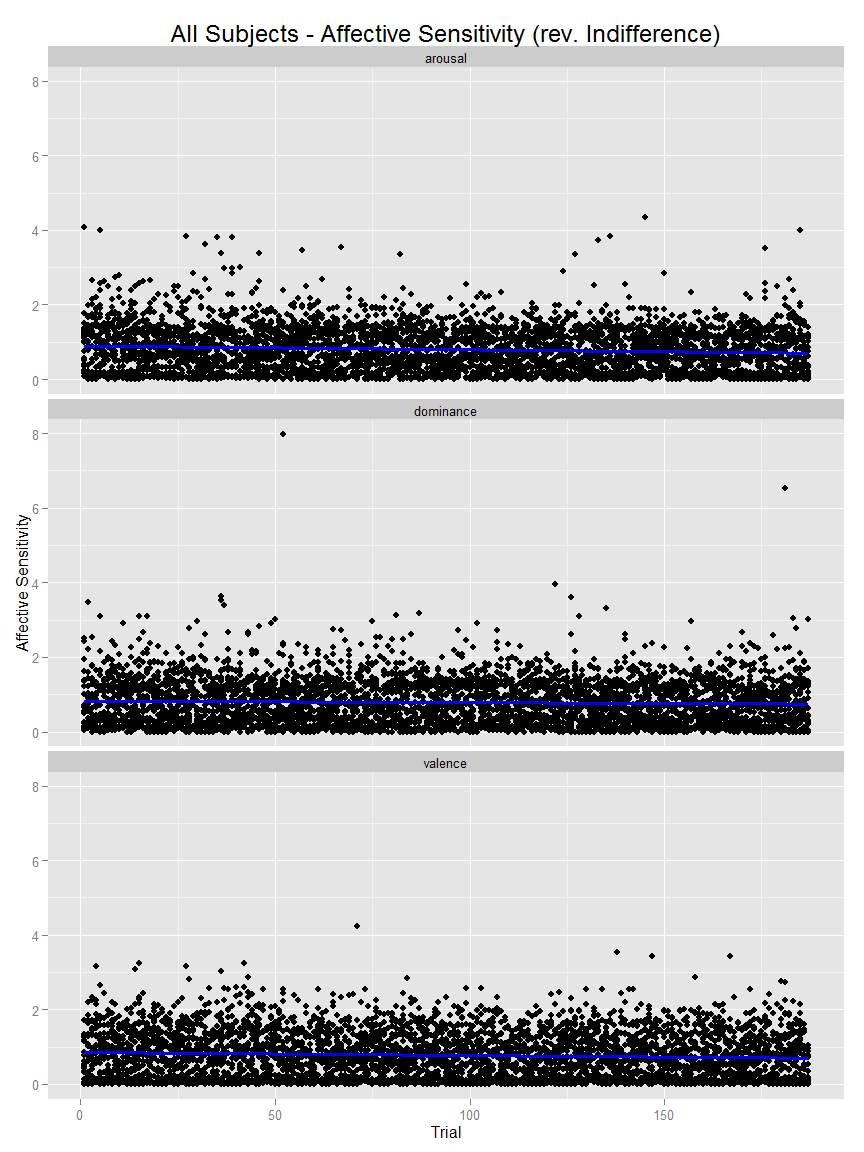 All Subjects - Affective Sensitivity (rev. Indifference)
arousal
8
6
4
2
0
dominance
8
6
4
2
0
Affective Sensitivity
valence
8
6
4
2
0
0 50 100 150
Trial